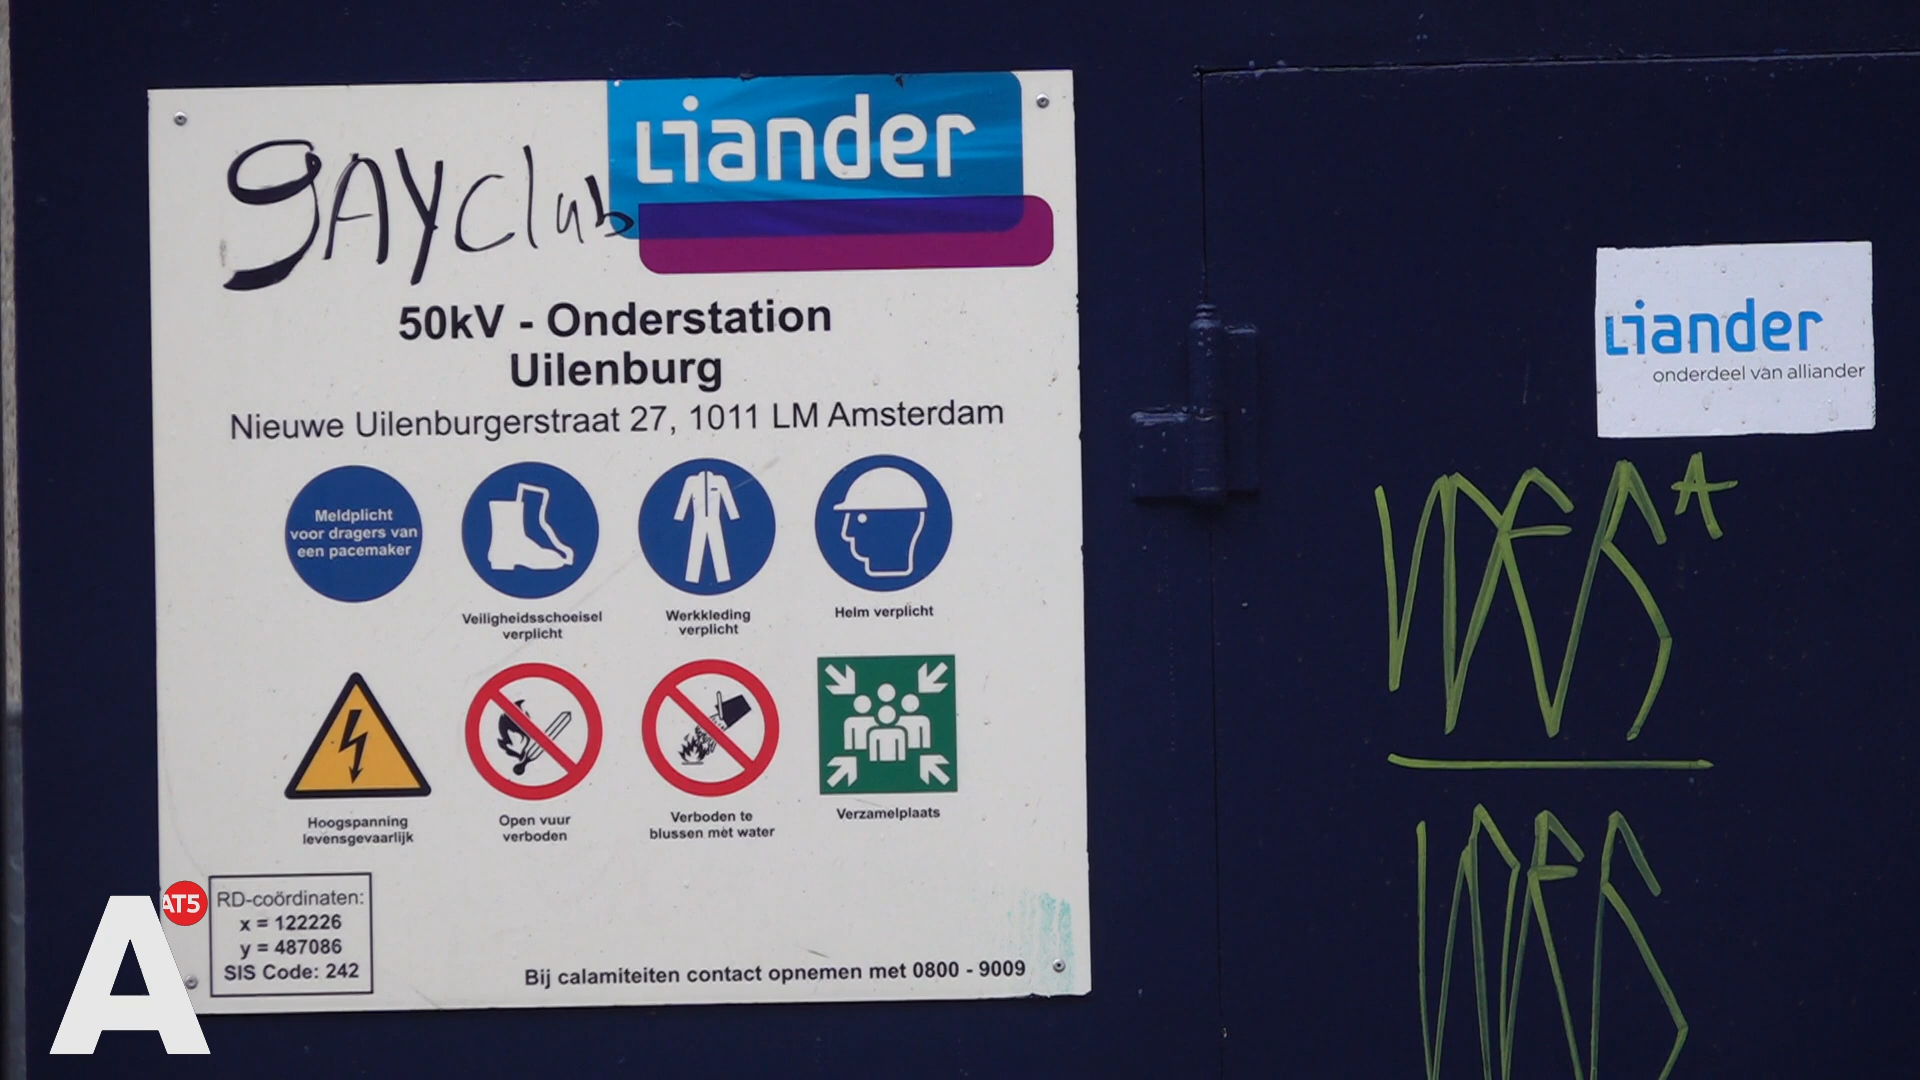 gAYClub
Liander
50kV - Onderstation
Uilenburg
Nieuwe Uilenburgerstraat 27, 1011 LM Amsterdam
Meldplicht
voor dragers van
een pacemaker
Veiligheidsschoeisel
verplicht
Werkkleding
verplicht
Helm verplicht
Hoogspanning
levensgevaarlijk
Open vuur
verboden
Verboden te
blussen met water
Verzamelplaats
RD-coördinaten:
x = 122226
y = 487086
SIS Code: 242
Bij calamiteiten contact opnemen met 0800 - 9009
Liander
onderdeel van alliander
A
AT5